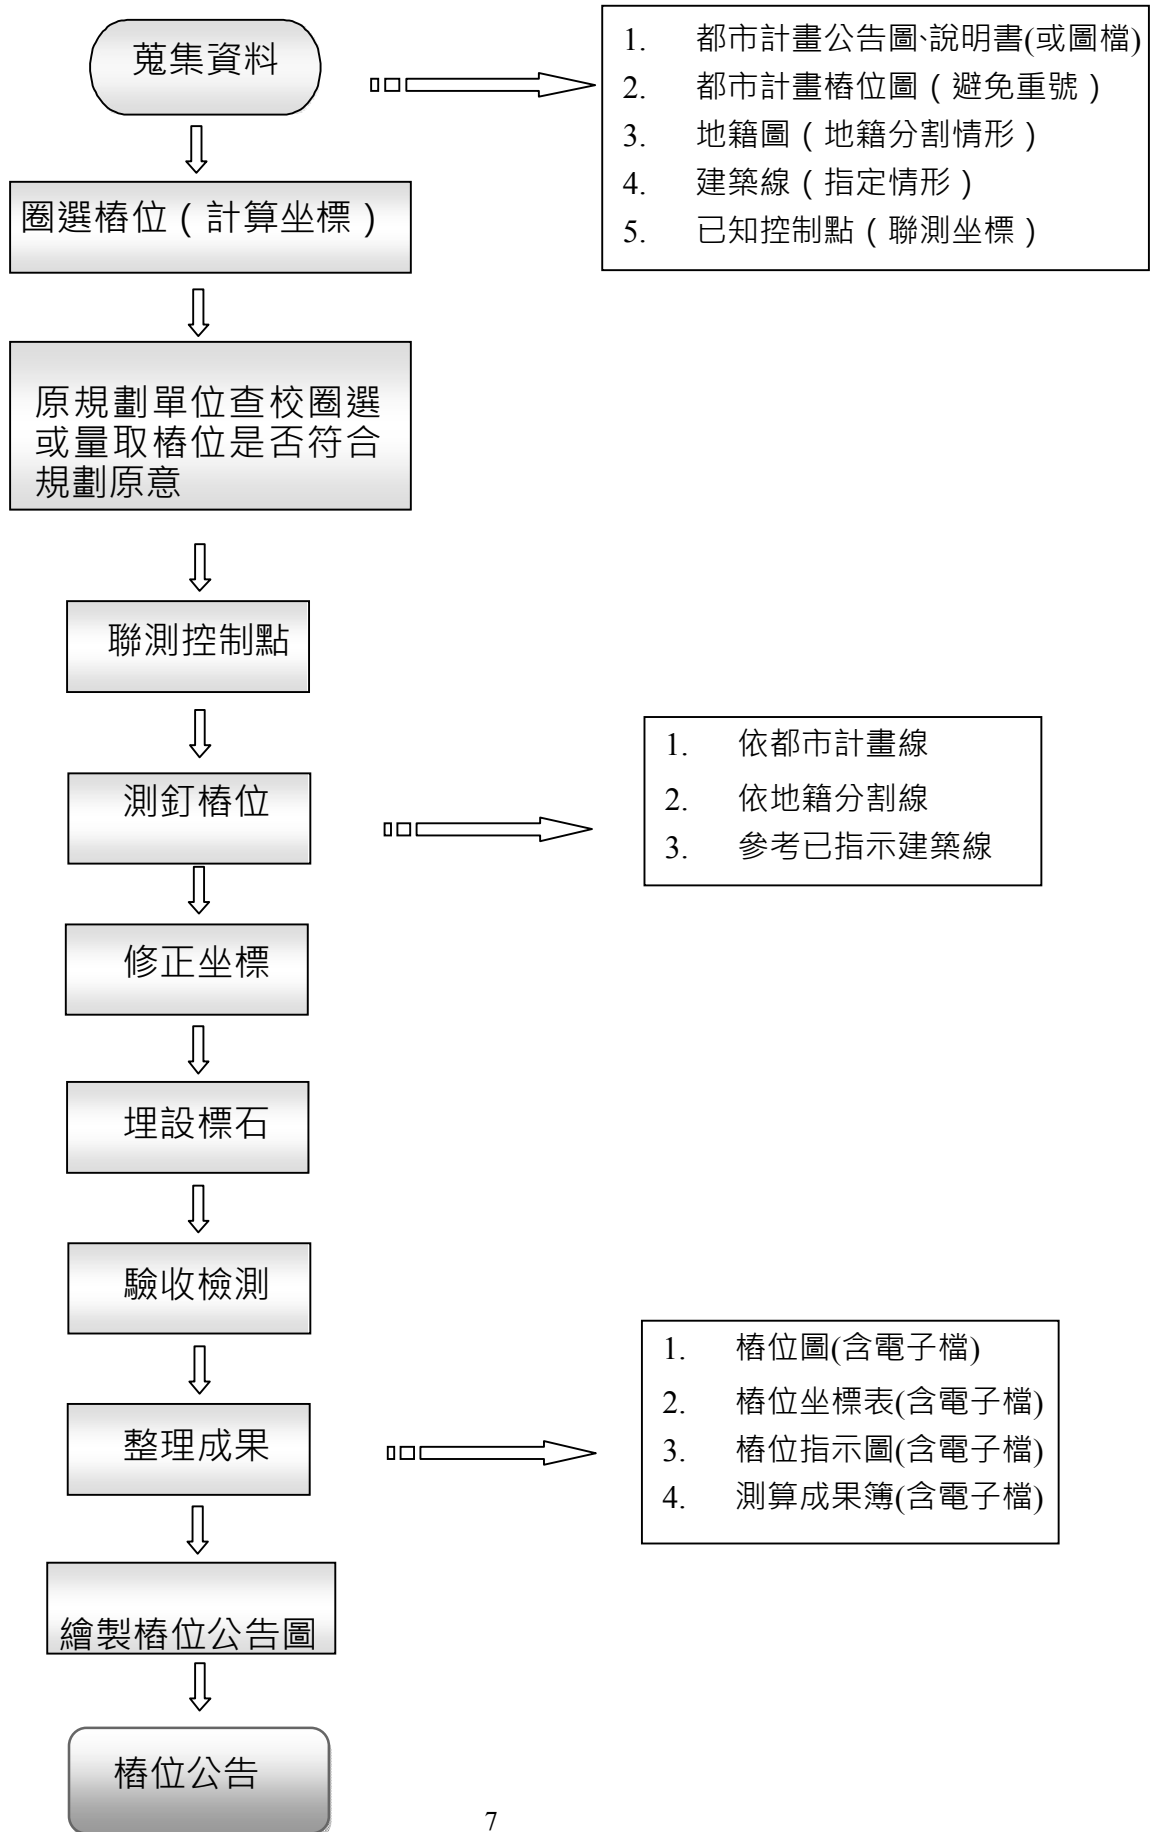 蒐集資料
1. 都市計畫公告圖、說明書(或圖檔)
2. 都市計畫樁位圖（避免重號）
3. 地籍圖（地籍分割情形）
4. 建築線（指定情形）
5. 已知控制點（聯測坐標）
圈選樁位（計算坐標）
原規劃單位查校圈選
或量取樁位是否符合
規劃原意
聯測控制點
測釘樁位
1. 依都市計畫線
2. 依地籍分割線
3. 參考已指示建築線
修正坐標
埋設標石
驗收檢測
整理成果
1. 樁位圖(含電子檔)
2. 樁位坐標表(含電子檔)
3. 樁位指示圖(含電子檔)
4. 測算成果簿(含電子檔)
繪製樁位公告圖
樁位公告
7